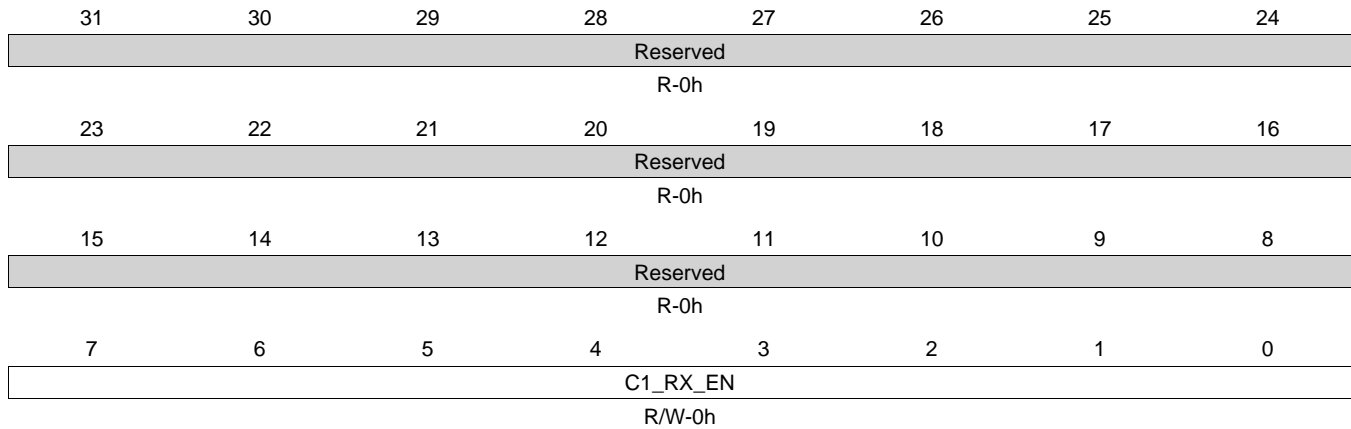 31 30 29 28 27 26 25 24
Reserved
R-0h
23 22 21 20 19 18 17 16
Reserved
R-0h
15 14 13 12 11 10 9 8
Reserved
R-0h
7 6 5 4 3 2 1 0
C1_RX_EN
R/W-0h